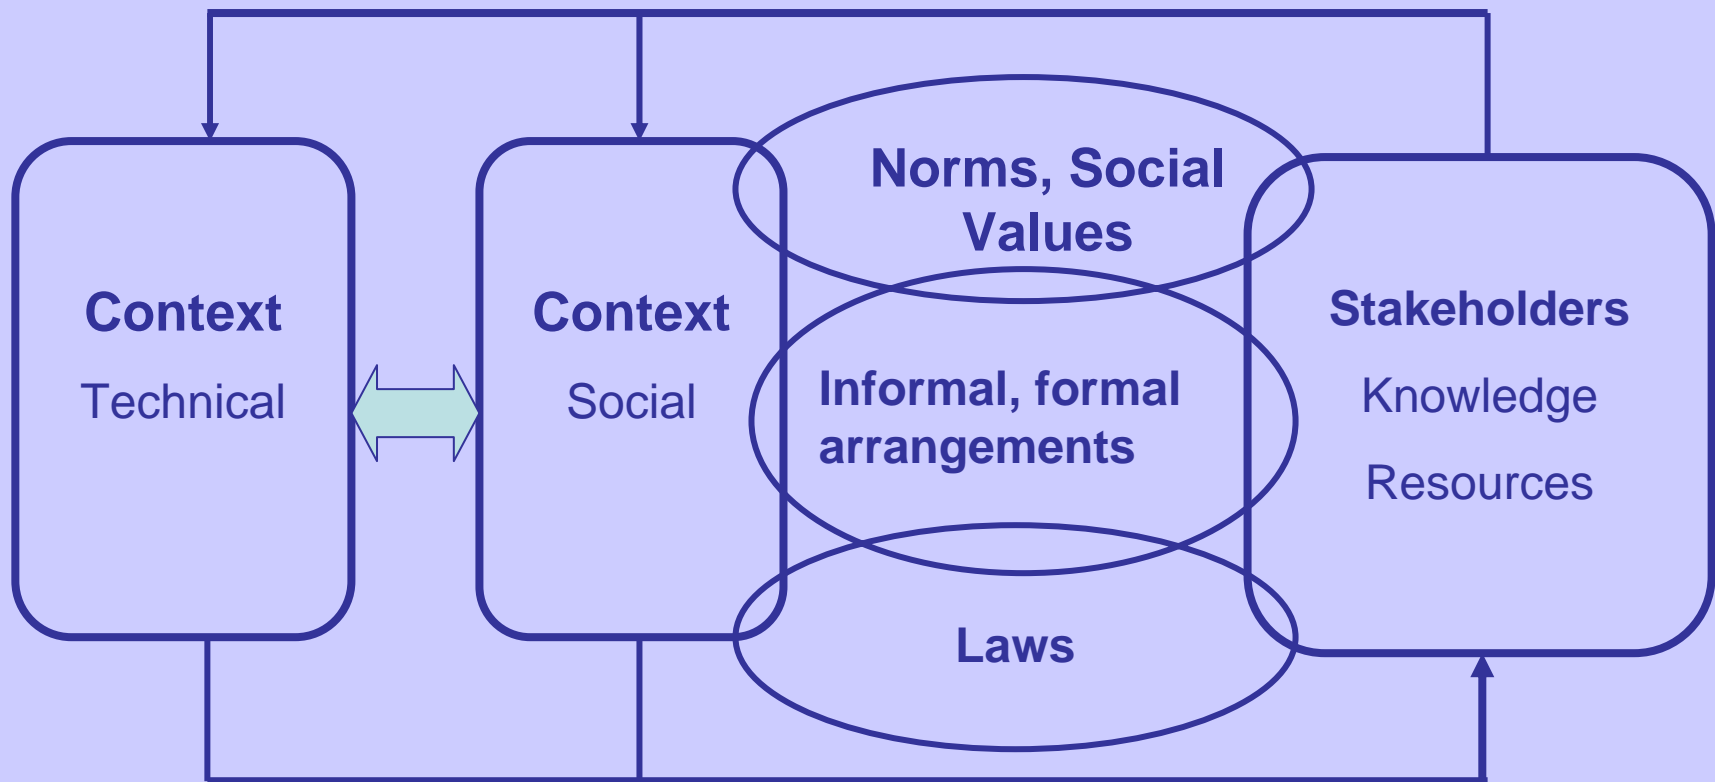 Context
Technical
Context
Social
Norms, Social
Values
Informal, formal
arrangements
Laws
Stakeholders
Knowledge
Resources